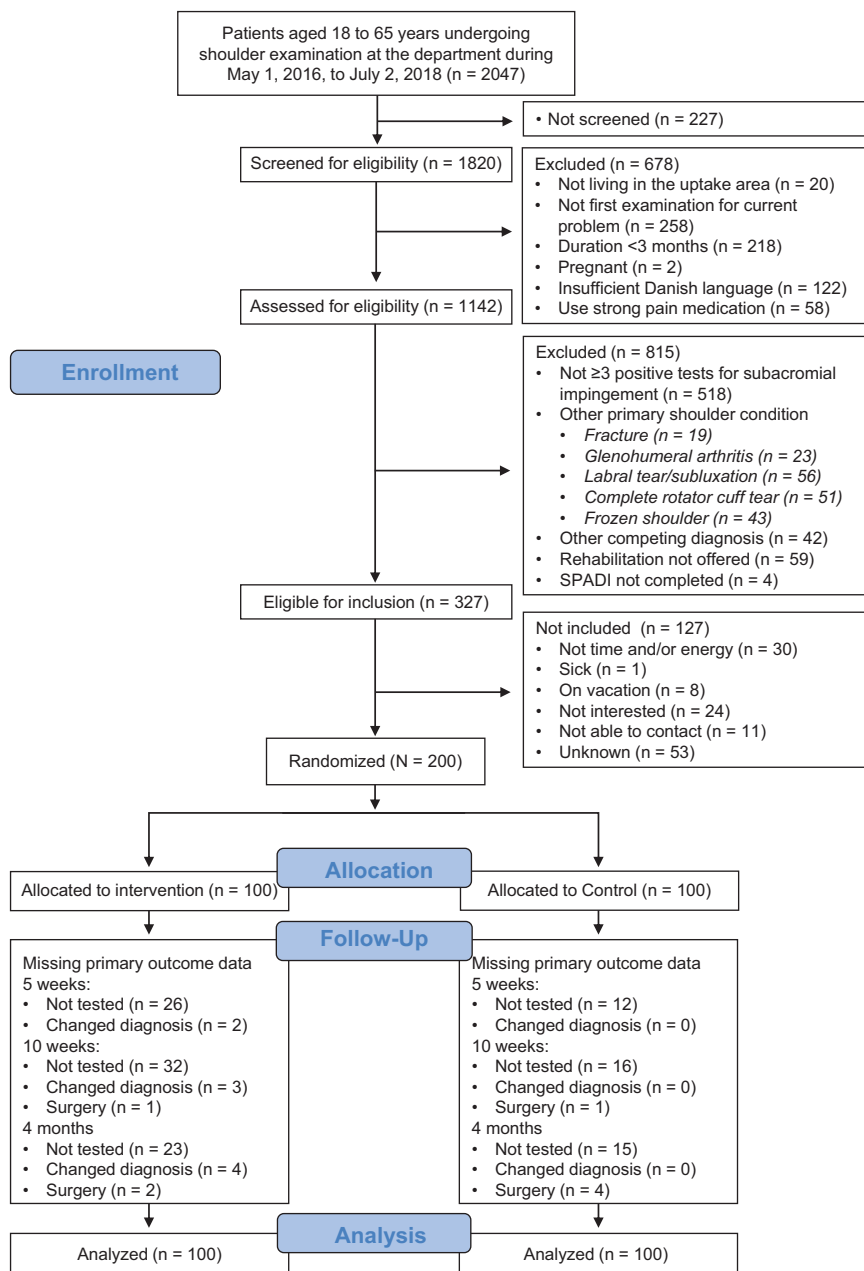 Patients aged 18 to 65 years undergoing
shoulder examination at the department during
May 1, 2016, to July 2, 2018 (n = 2047)
• Not screened (n = 227)
Screened for eligibility (n = 1820)
Excluded (n = 678)
• Not living in the uptake area (n = 20)
• Not first examination for current
problem (n = 258)
• Duration <3 months (n = 218)
• Pregnant (n = 2)
• Insufficient Danish language (n = 122)
• Use strong pain medication (n = 58)
Assessed for eligibility (n = 1142)
Enrollment
Excluded (n = 815)
• Not ≥3 positive tests for subacromial
impingement (n = 518)
• Other primary shoulder condition
• Fracture (n = 19)
• Glenohumeral arthritis (n = 23)
• Labral tear/subluxation (n = 56)
• Complete rotator cuff tear (n = 51)
• Frozen shoulder (n = 43)
• Other competing diagnosis (n = 42)
• Rehabilitation not offered (n = 59)
• SPADI not completed (n = 4)
Eligible for inclusion (n = 327)
Not included (n = 127)
• Not time and/or energy (n = 30)
• Sick (n = 1)
• On vacation (n = 8)
• Not interested (n = 24)
• Not able to contact (n = 11)
• Unknown (n = 53)
Randomized (N = 200)
Allocation
Allocated to intervention (n = 100)
Allocated to Control (n = 100)
Follow-Up
Missing primary outcome data
5 weeks:
• Not tested (n = 26)
• Changed diagnosis (n = 2)
10 weeks:
• Not tested (n = 32)
• Changed diagnosis (n = 3)
• Surgery (n = 1)
4 months
• Not tested (n = 23)
• Changed diagnosis (n = 4)
• Surgery (n = 2)
Missing primary outcome data
5 weeks:
• Not tested (n = 12)
• Changed diagnosis (n = 0)
10 weeks:
• Not tested (n = 16)
• Changed diagnosis (n = 0)
• Surgery (n = 1)
4 months
• Not tested (n = 15)
• Changed diagnosis (n = 0)
• Surgery (n = 4)
Analysis
Analyzed (n = 100)
Analyzed (n = 100)